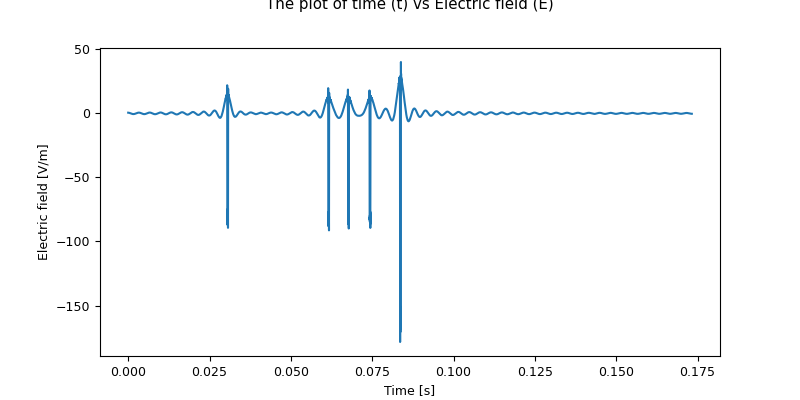 The plot of time (t) vs Electric field (E)
50
0
−50
−100
−150
Electric field [V/m]
0.000 0.025 0.050 0.075 0.100 0.125 0.150 0.175
Time [s]